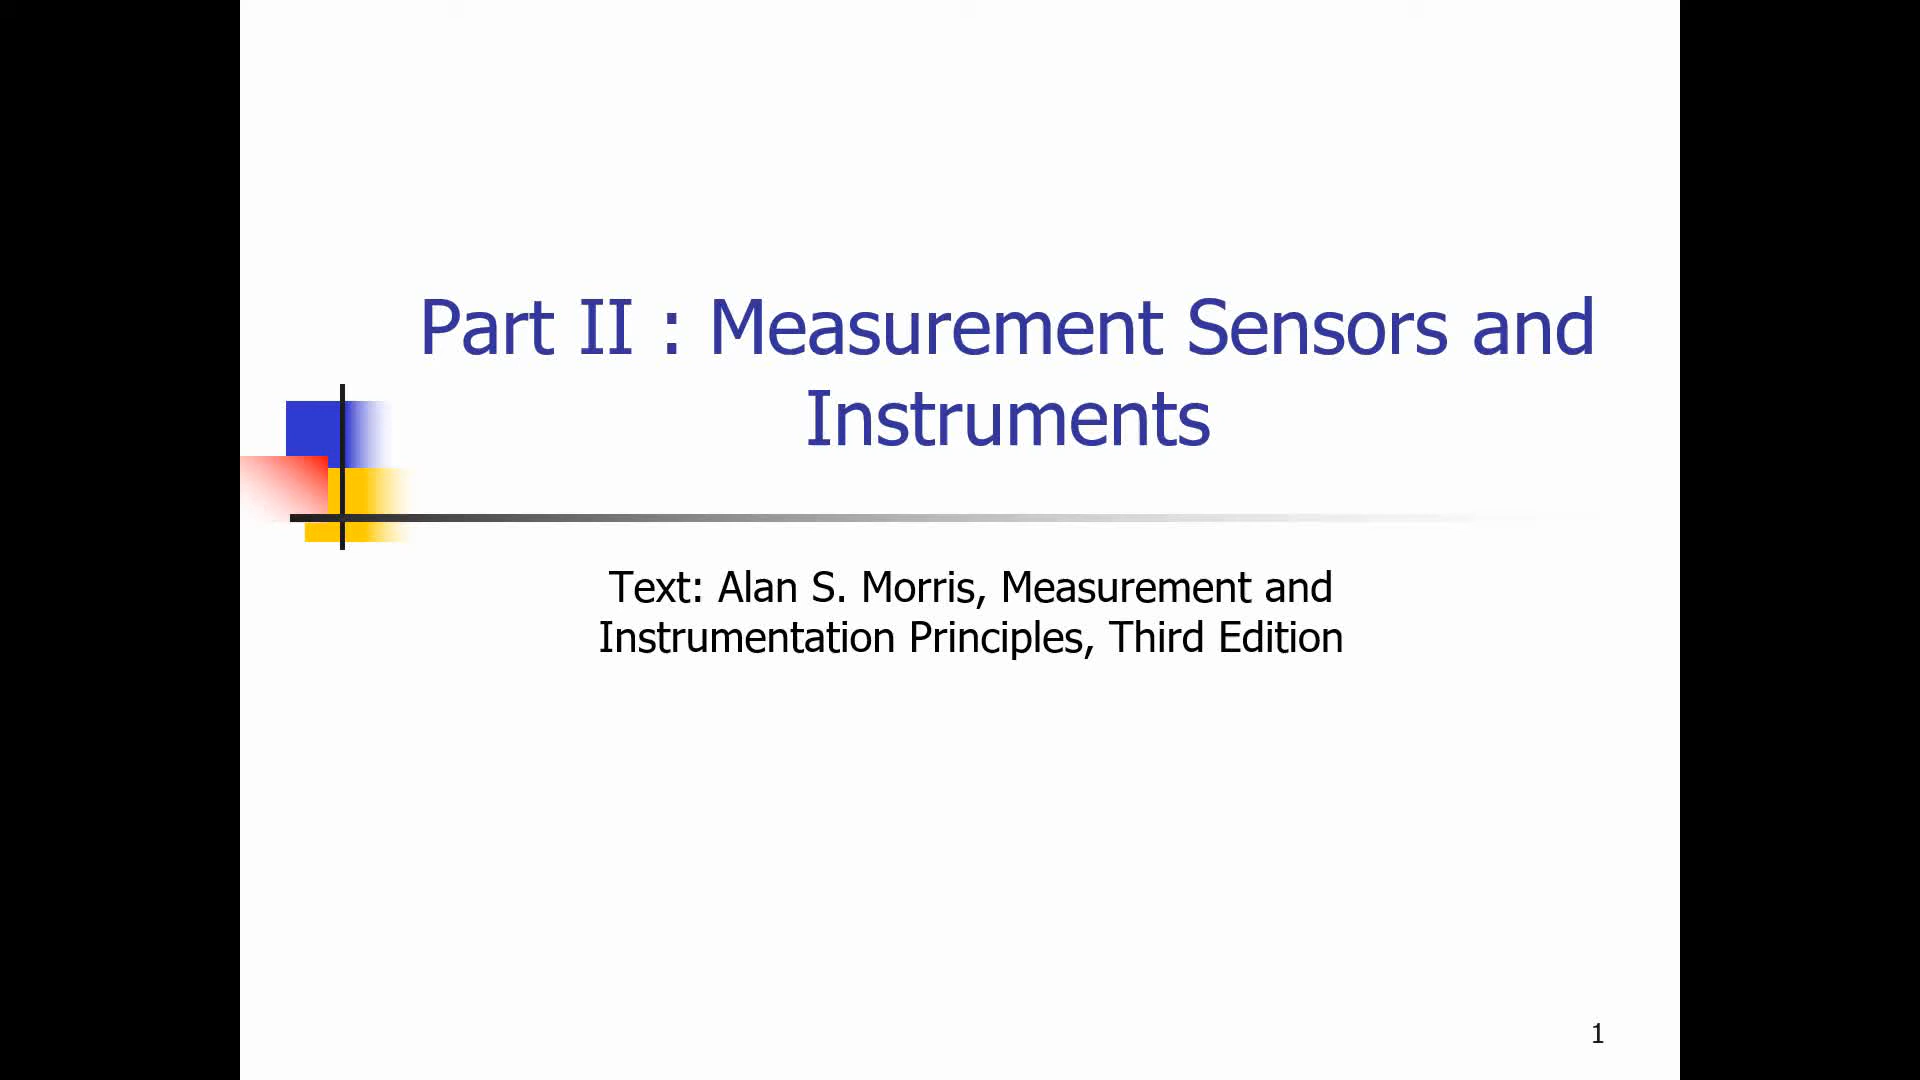 Part II : Measurement Sensors and
Instruments
Text: Alan S. Morris, Measurement and
Instrumentation Principles, Third Edition
1